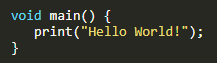 void main() {
   print("Hello World!");
}